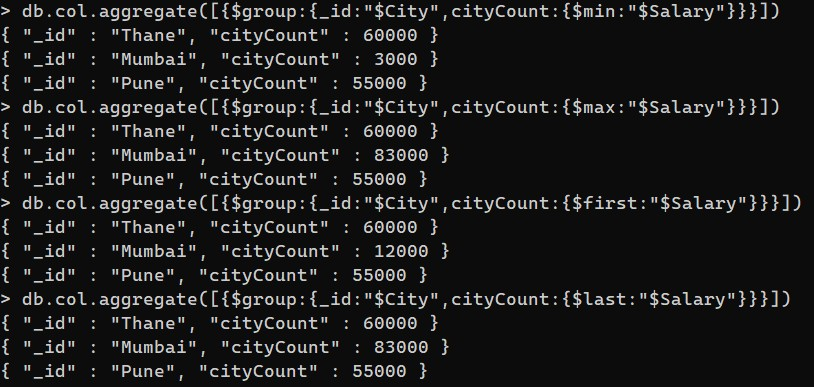 > db.col.aggregate([{$group:{_id:"$City",cityCount:{$min:"$Salary"}}}])
{ "_id" : "Thane", "cityCount" : 60000 }
{ "_id" : "Mumbai", "cityCount" : 3000 }
{ "_id" : "Pune", "cityCount" : 55000 }
> db.col.aggregate([{$group:{_id:"$City",cityCount:{$max:"$Salary"}}}])
{ "_id" : "Thane", "cityCount" : 60000 }
{ "_id" : "Mumbai", "cityCount" : 83000 }
{ "_id" : "Pune", "cityCount" : 55000 }
> db.col.aggregate([{$group:{_id:"$City",cityCount:{$first:"$Salary"}}}])
{ "_id" : "Thane", "cityCount" : 60000 }
{ "_id" : "Mumbai", "cityCount" : 12000 }
{ "_id" : "Pune", "cityCount" : 55000 }
> db.col.aggregate([{$group:{_id:"$City",cityCount:{$last:"$Salary"}}}])
{ "_id" : "Thane", "cityCount" : 60000 }
{ "_id" : "Mumbai", "cityCount" : 83000 }
{ "_id" : "Pune", "cityCount" : 55000 }